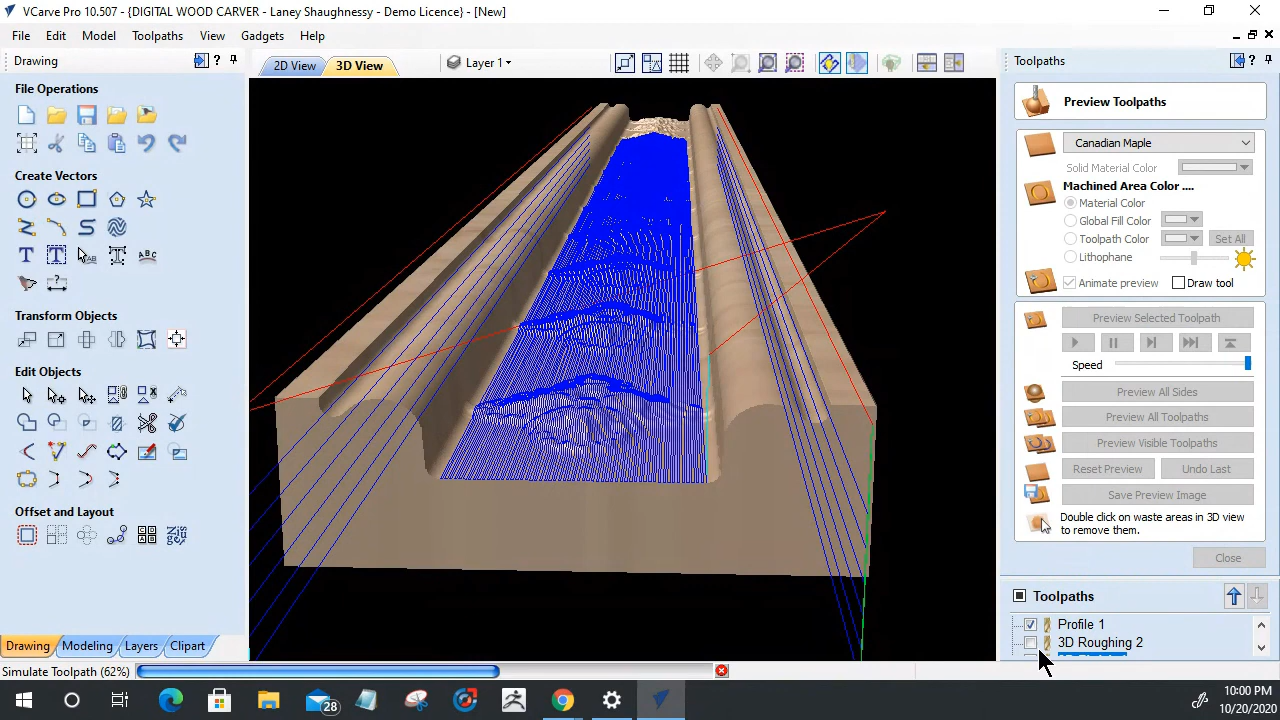 VCarve Pro 10.507 - {DIGITAL WOOD CARVER - Laney Shaughnessy - Demo Licence} - [New]
File Edit Model Toolpaths View Gadgets Help
Drawing
File Operations
Create Vectors
Transform Objects
Edit Objects
Offset and Layout
Drawing Modeling Layers Clipart
2D View 3D View Layer 1
Toolpaths
Preview Toolpaths
Canadian Maple
Solid Material Color
Machined Area Color ....
Material Color
Global Fill Color
Toolpath Color Set All
Lithophane
Animate preview Draw tool
Preview Selected Toolpath
Speed
Preview All Sides
Preview All Toolpaths
Preview Visible Toolpaths
Reset Preview Undo Last
Save Preview Image
Double click on waste areas in 3D view
to remove them.
Close
Toolpaths
Profile 1
3D Roughing 2
Simulate Toolpath (62%)
28
10:00 PM
10/20/2020